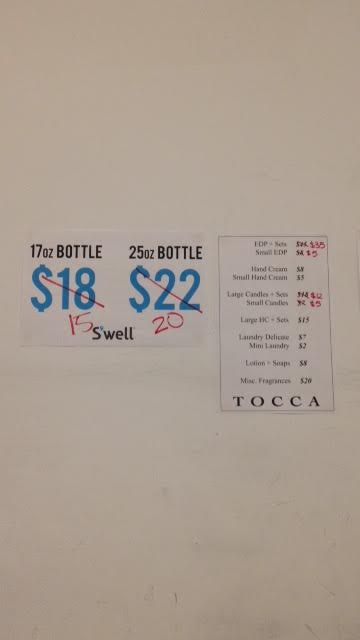 17oz BOTTLE
$18
15
25oz BOTTLE
$22
20
S'well
EDP + Sets $35
Small EDP $5
Hand Cream $8
Small Hand Cream $5
Large Candles + Sets $12
Small Candles $5
Large HC + Sets $15
Laundry Delicate $7
Mini Laundry $2
Lotion + Soaps $8
Misc. Fragrances $20
TOCCA